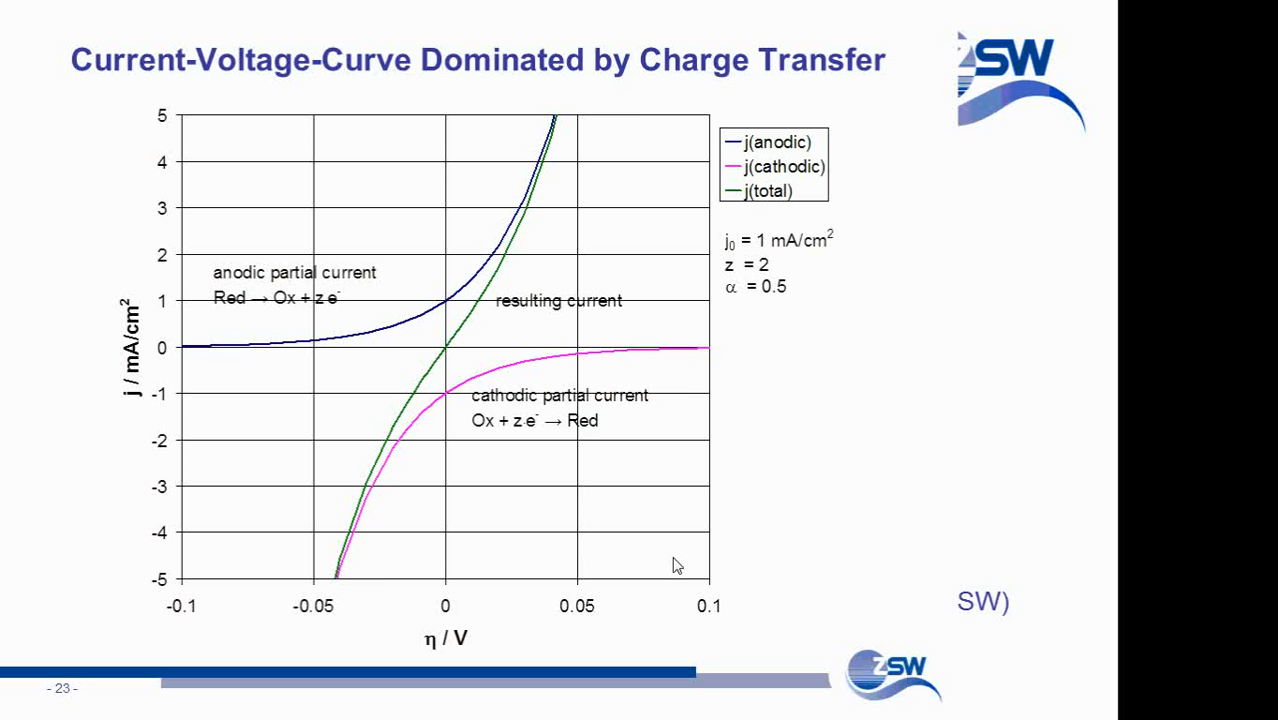 Current-Voltage-Curve Dominated by Charge Transfer
ZSW
5
4
3
2
1
0
-1
-2
-3
-4
-5
j / mA/cm²
-0.1
-0.05
0
0.05
0.1
η / V
anodic partial current
Red → Ox + z e⁻
resulting current
cathodic partial current
Ox + z·e⁻ → Red
j(anodic)
j(cathodic)
j(total)
j₀ = 1 mA/cm²
z = 2
α = 0.5
SW)
- 23 -
ZSW